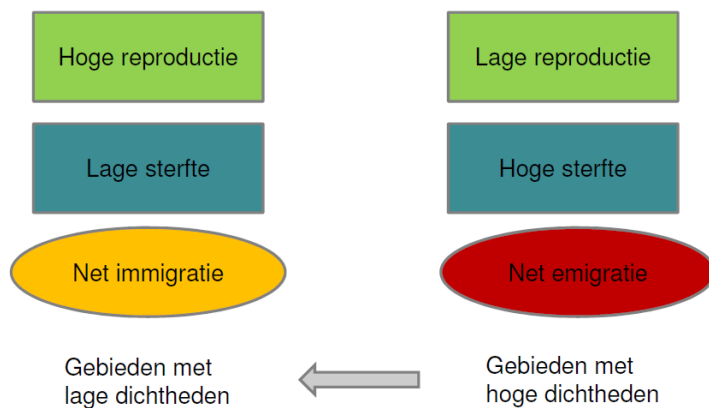 Hoge reproductie
Lage reproductie
Lage sterfte
Hoge sterfte
Net immigratie
Net emigratie
Gebieden met
lage dichtheden
Gebieden met
hoge dichtheden